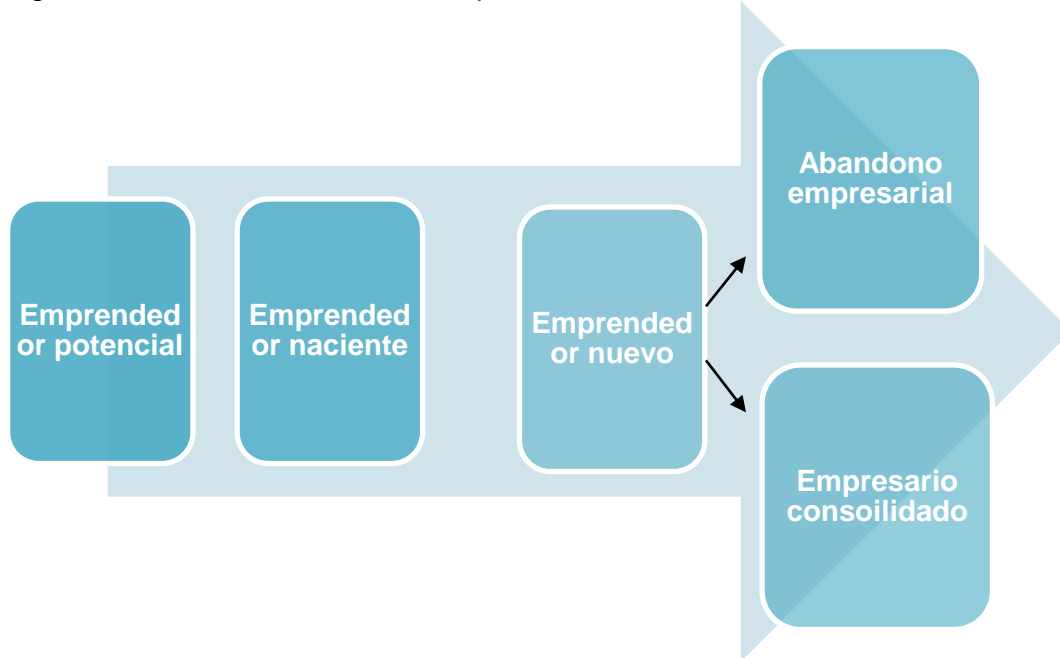 Emprended
or potencial
Emprended
or naciente
Emprended
or nuevo
Abandono
empresarial
Empresario
consoilidado